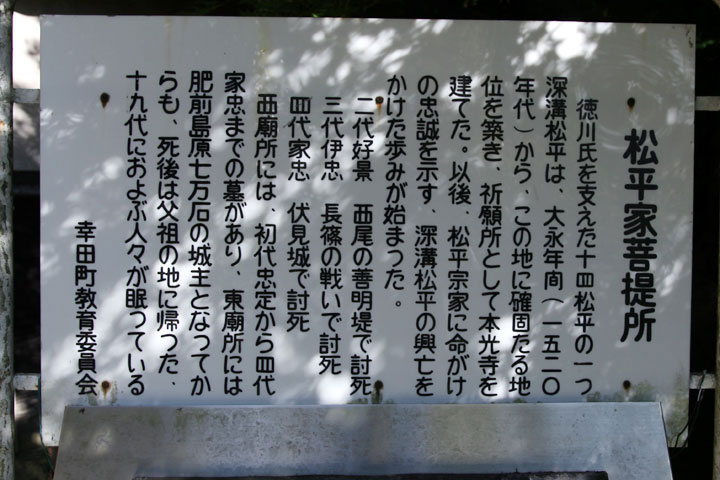 松平家菩提所
徳川氏を支えた十四松平の一つ
深溝松平は、大永年間(一五二〇
年代)から、この地に確固たる地
位を築き、祈願所として本光寺を
建てた。以後、松平宗家に命がけ
の忠誠を示す、深溝松平の興亡を
かけた歩みが始まった。
二代好景 西尾の善明堤で討死
三代伊忠 長篠の戦いで討死
四代家忠 伏見城で討死
西廟所には、初代忠定から四代
家忠までの墓があり、東廟所には
肥前島原七万石の城主となってか
らも、死後は父祖の地に帰った、
十九代におよぶ人々が眠っている
幸田町教育委員会